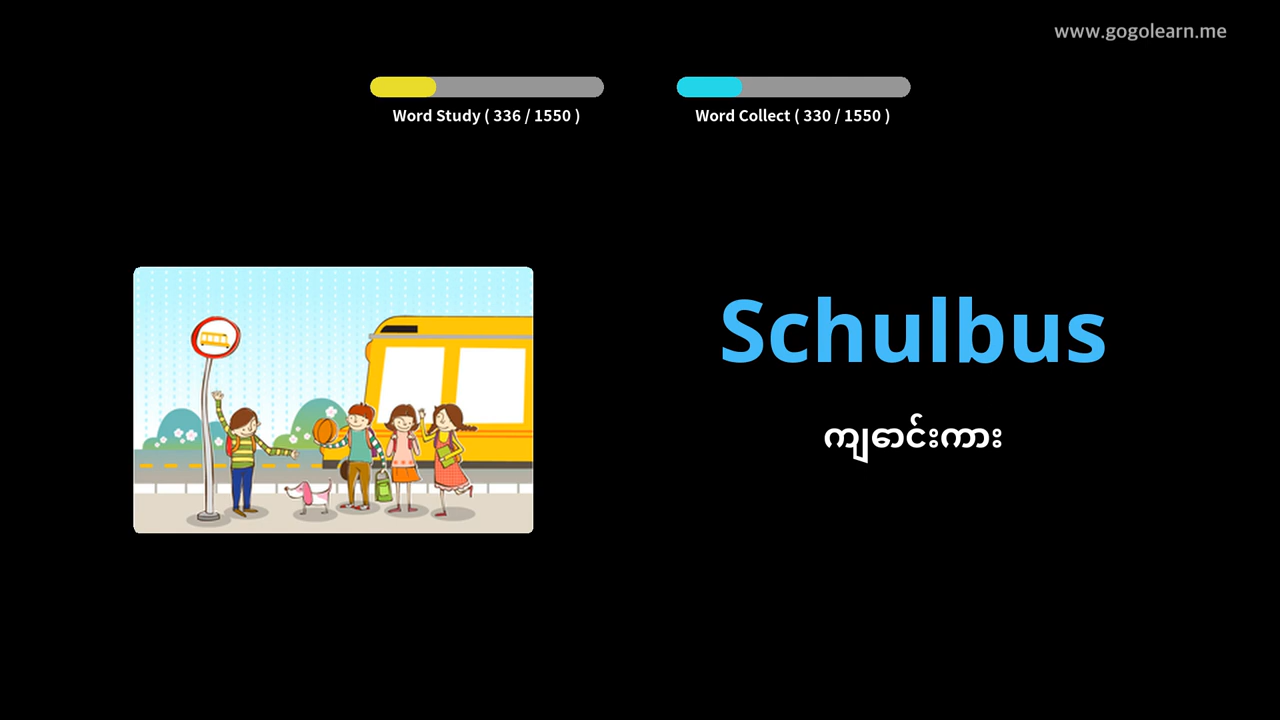 www.gogolearn.me
Word Study ( 336 / 1550 )
Word Collect ( 330 / 1550 )
Schulbus
ကျောင်းကား